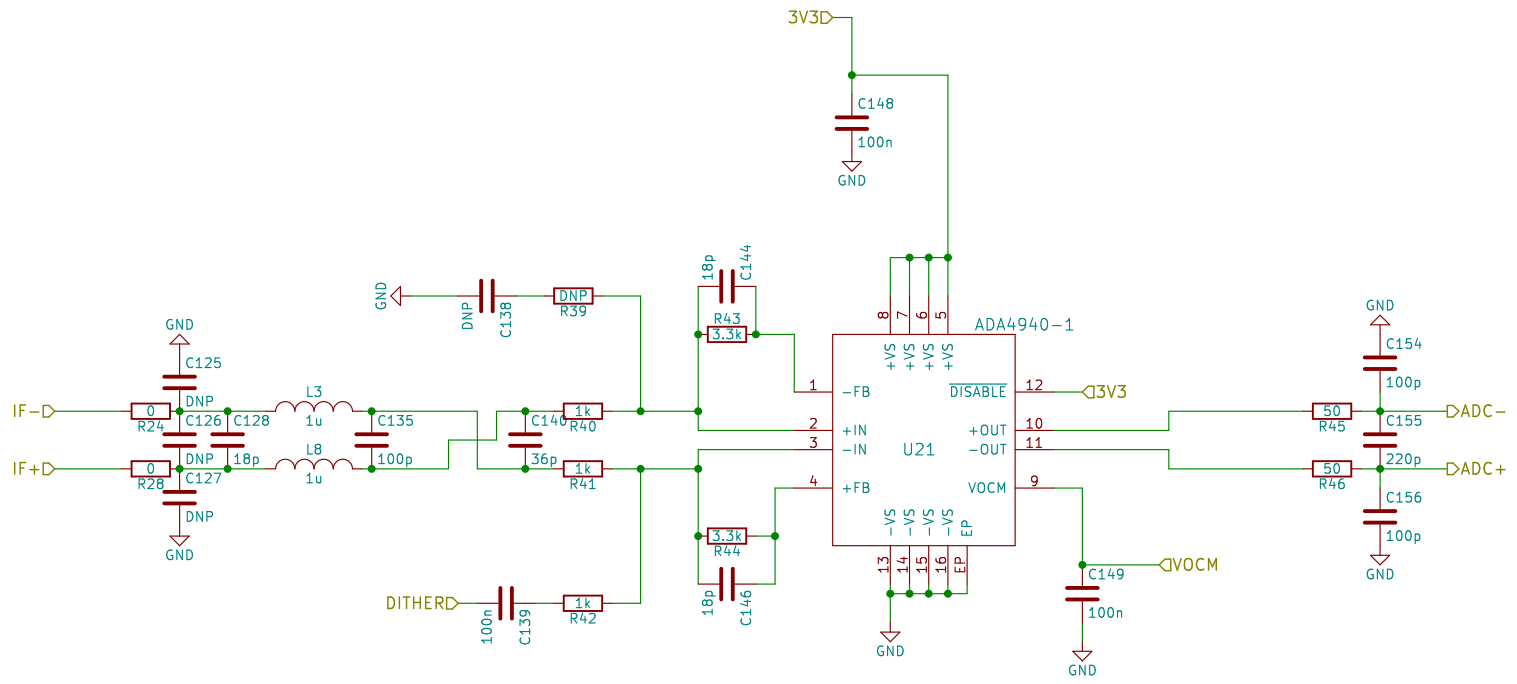 3V3
C148
100n
GND
18p
C144
GND
DNP
C138
DNP
R39
R43
3.3k
8
7
6
5
ADA4940-1
+VS
+VS
+VS
+VS
GND
C154
100p
GND
C125
DNP
1
-FB
DISABLE
12
3V3
IF-
0
R24
C126
DNP
C128
18p
L3
1u
C135
100p
C140
36p
1k
R40
2
+IN
+OUT
10
50
R45
ADC-
C155
220p
3
-IN
U21
-OUT
11
IF+
0
R28
C127
DNP
GND
L8
1u
1k
R41
50
R46
ADC+
4
+FB
VOCM
9
C156
100p
GND
3.3k
R44
18p
C146
-VS
-VS
-VS
-VS
EP
13
14
15
16
EP
GND
VOCM
C149
100n
GND
DITHER
100n
C139
1k
R42